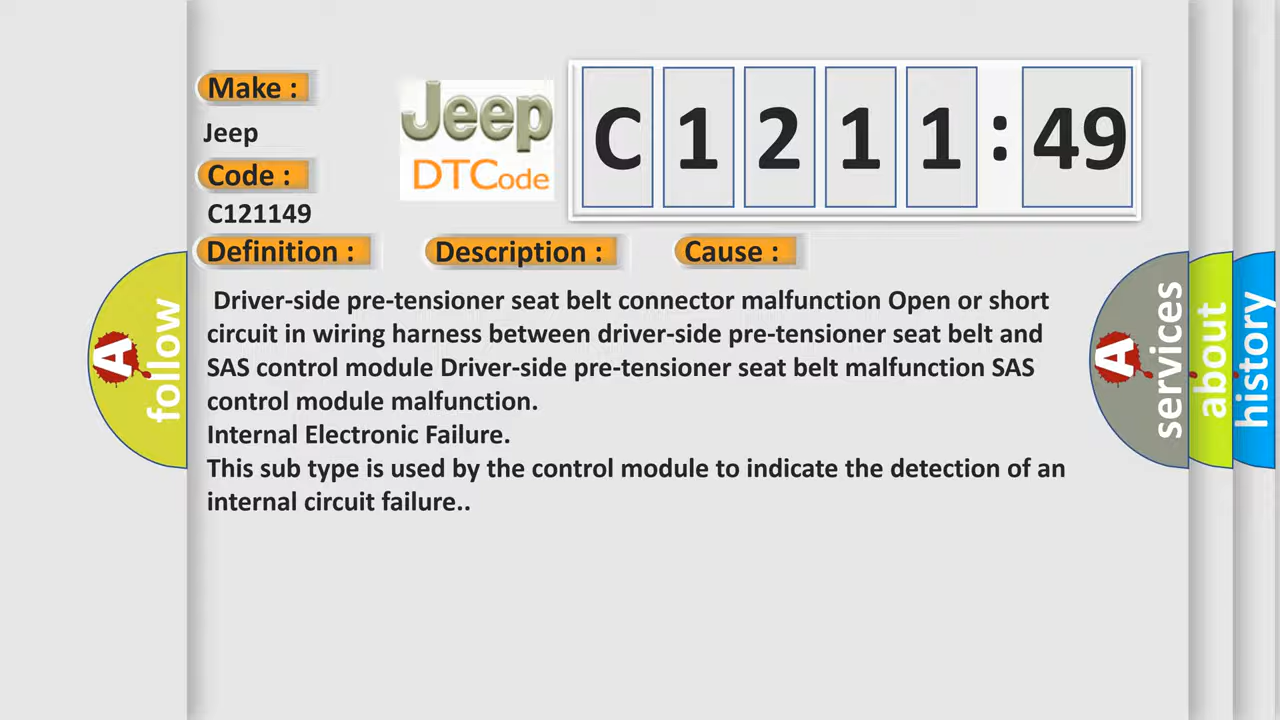 Make :
Jeep
Code :
C121149
Jeep
DTCode
C 1 2 1 1 : 49
Definition :
Description :
Cause :
Driver-side pre-tensioner seat belt connector malfunction Open or short
circuit in wiring harness between driver-side pre-tensioner seat belt and
SAS control module Driver-side pre-tensioner seat belt malfunction SAS
control module malfunction.
Internal Electronic Failure.
This sub type is used by the control module to indicate the detection of an
internal circuit failure..
A
follow
A
services
about
history